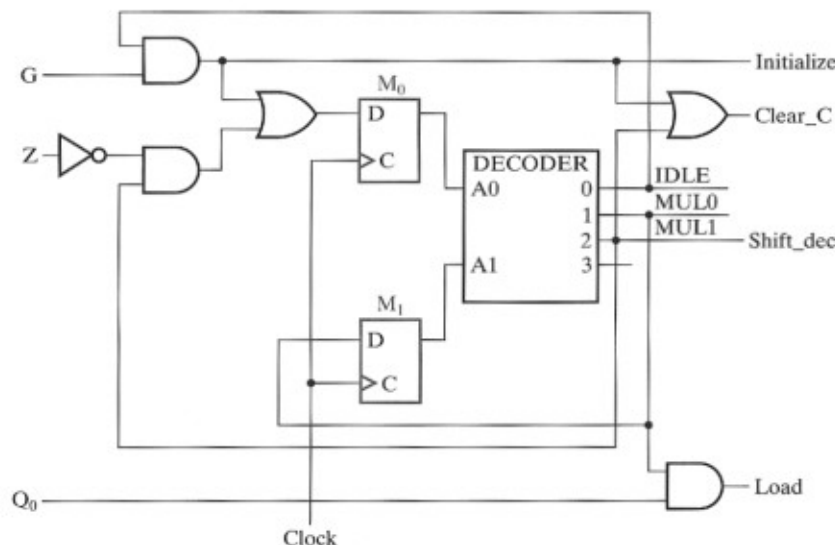 G
Z
Q₀
M₀
D
C
M₁
D
C
Clock
DECODER
A0
A1
0
1
2
3
IDLE
MUL0
MUL1
Initialize
Clear_C
Shift_dec
Load